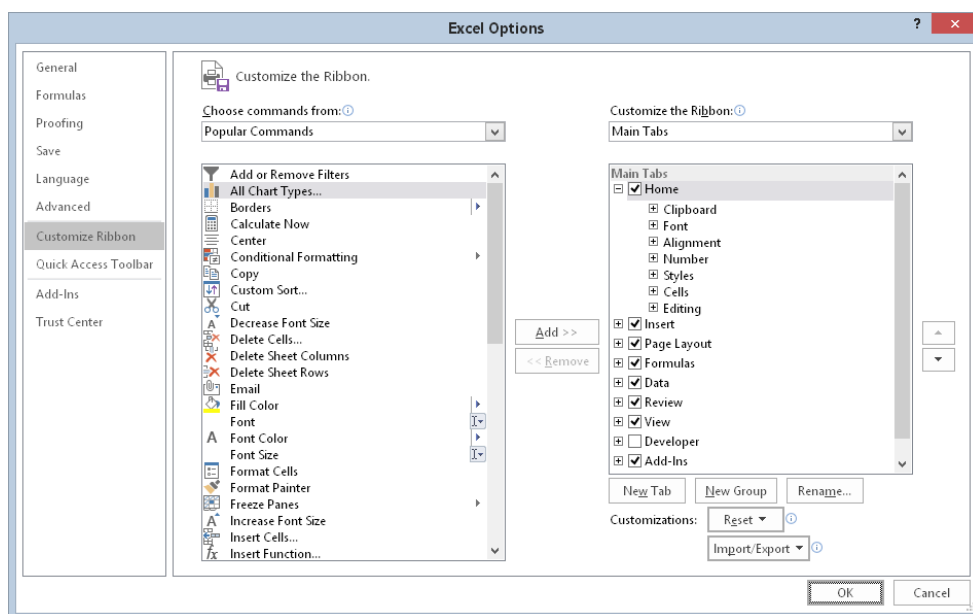 Excel Options
?
General
Formulas
Proofing
Save
Language
Advanced
Customize Ribbon
Quick Access Toolbar
Add-Ins
Trust Center
Customize the Ribbon.
Choose commands from:
Popular Commands
Add or Remove Filters
All Chart Types...
Borders
Calculate Now
Center
Conditional Formatting
Copy
Custom Sort...
Cut
Decrease Font Size
Delete Cells...
Delete Sheet Columns
Delete Sheet Rows
Email
Fill Color
Font
Font Color
Font Size
Format Cells
Format Painter
Freeze Panes
Increase Font Size
Insert Cells...
Insert Function...
Add >>
<< Remove
Customize the Ribbon:
Main Tabs
Main Tabs
Home
Clipboard
Font
Alignment
Number
Styles
Cells
Editing
Insert
Page Layout
Formulas
Data
Review
View
Developer
Add-Ins
New Tab New Group Rename...
Customizations: Reset
Import/Export
OK Cancel